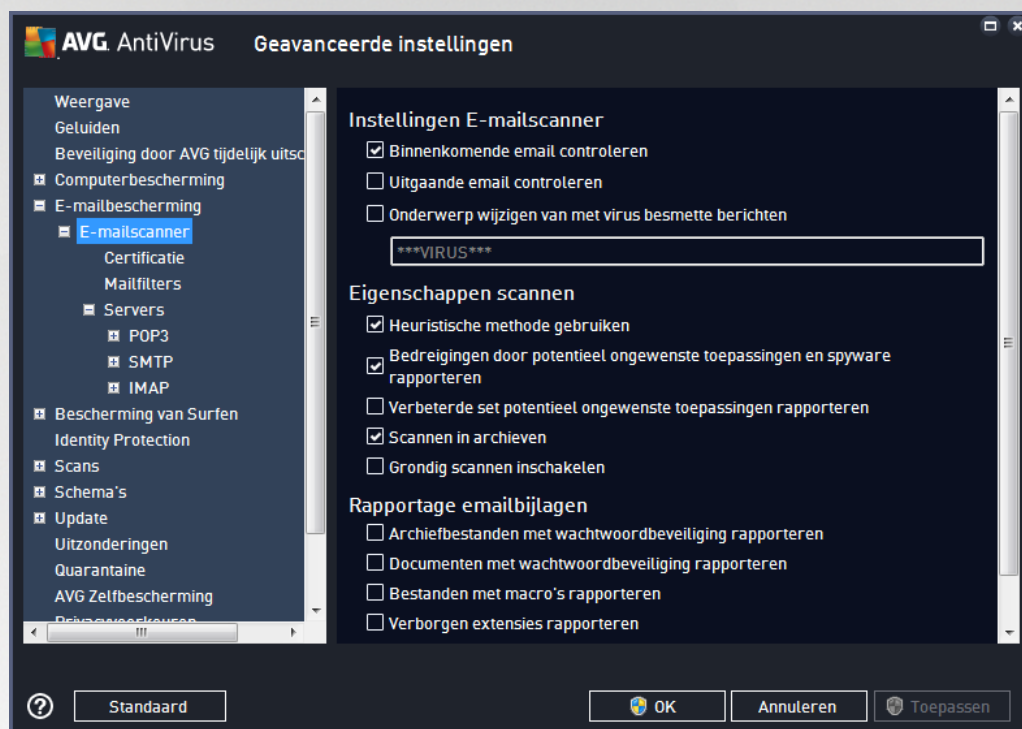 AVG. AntiVirus
Geavanceerde instellingen
Weergave
Geluiden
Beveiliging door AVG tijdelijk uitsc
Computerbescherming
E-mailbescherming
E-mailscanner
Certificatie
Mailfilters
Servers
POP3
SMTP
IMAP
Bescherming van Surfen
Identity Protection
Scans
Schema's
Update
Uitzonderingen
Quarantaine
AVG Zelfbescherming
Privacyvoorkeuren
Instellingen E-mailscanner
Binnenkomende email controleren
Uitgaande email controleren
Onderwerp wijzigen van met virus besmette berichten
***VIRUS***
Eigenschappen scannen
Heuristische methode gebruiken
Bedreigingen door potentieel ongewenste toepassingen en spyware
rapporteren
Verbeterde set potentieel ongewenste toepassingen rapporteren
Scannen in archieven
Grondig scannen inschakelen
Rapportage emailbijlagen
Archiefbestanden met wachtwoordbeveiliging rapporteren
Documenten met wachtwoordbeveiliging rapporteren
Bestanden met macro's rapporteren
Verborgen extensies rapporteren
Standaard
OK
Annuleren
Toepassen